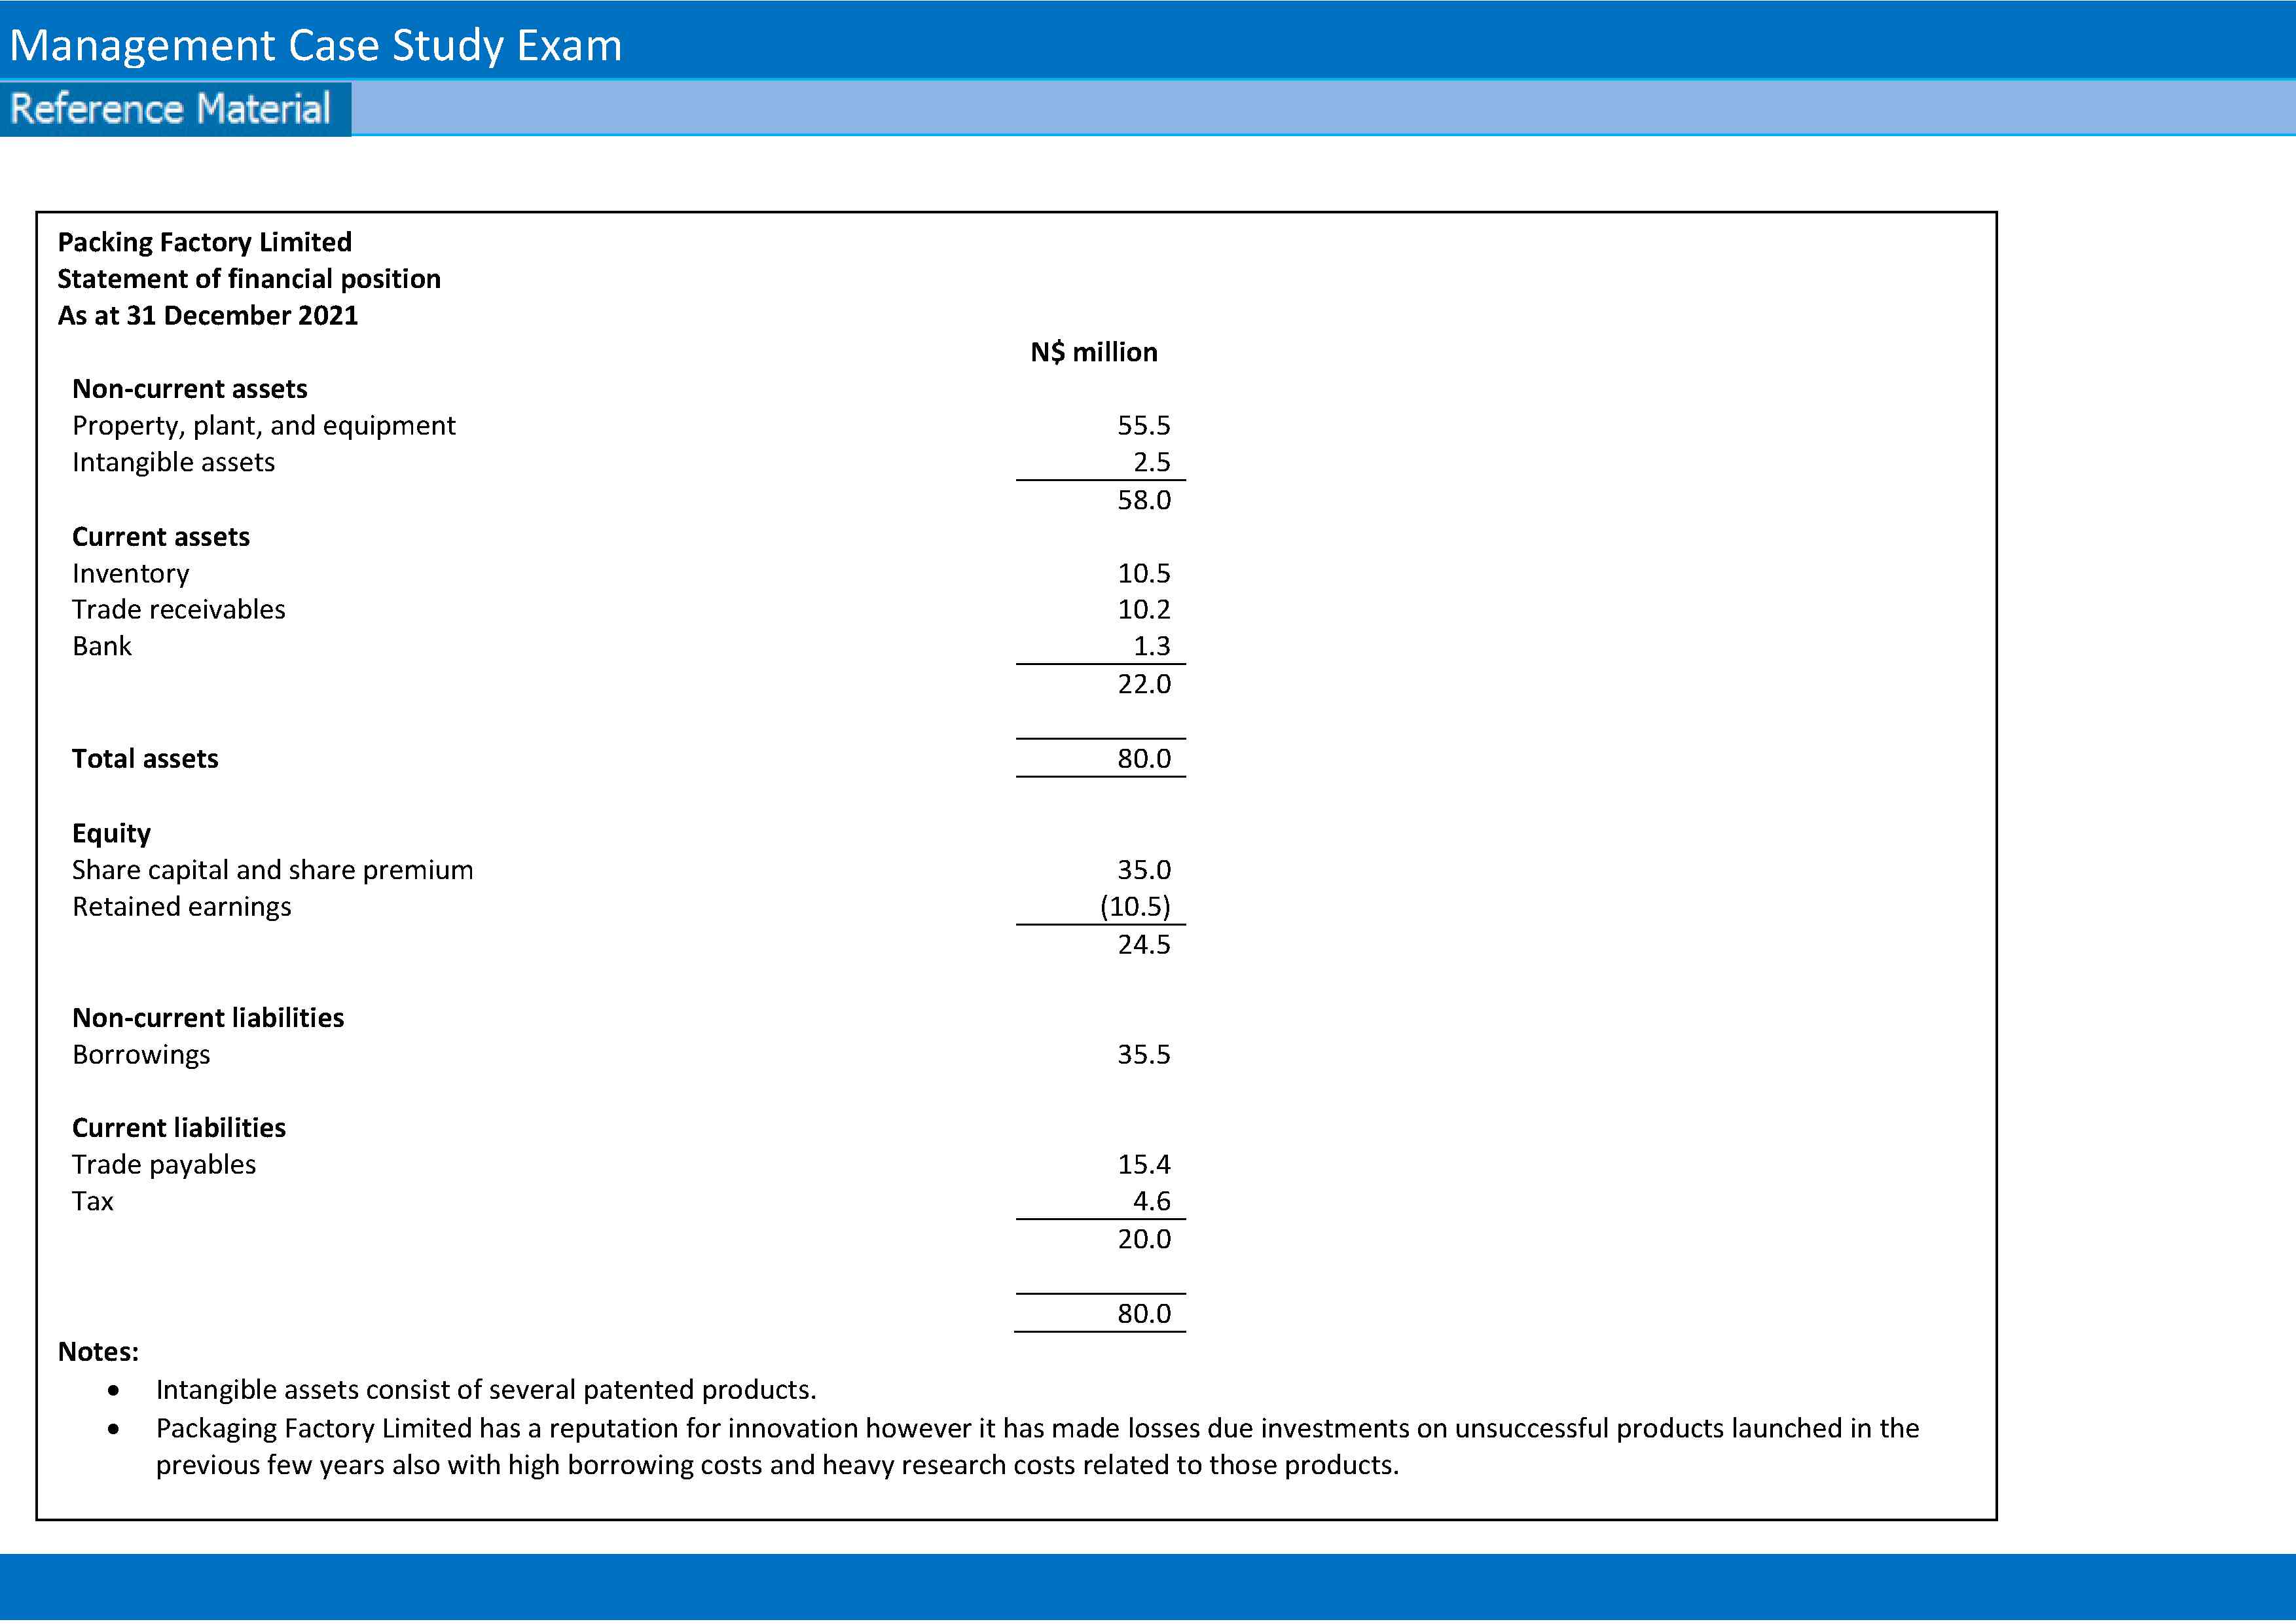 Management Case Study Exam
Reference Material
Packing Factory Limited
Statement of financial position
As at 31 December 2021
N$ million
Non-current assets
Property, plant, and equipment 55.5
Intangible assets 2.5
58.0
Current assets
Inventory 10.5
Trade receivables 10.2
Bank 1.3
22.0
Total assets 80.0
Equity
Share capital and share premium 35.0
Retained earnings (10.5)
24.5
Non-current liabilities
Borrowings 35.5
Current liabilities
Trade payables 15.4
Tax 4.6
20.0
80.0
Notes:
• Intangible assets consist of several patented products.
• Packaging Factory Limited has a reputation for innovation however it has made losses due investments on unsuccessful products launched in the
previous few years also with high borrowing costs and heavy research costs related to those products.